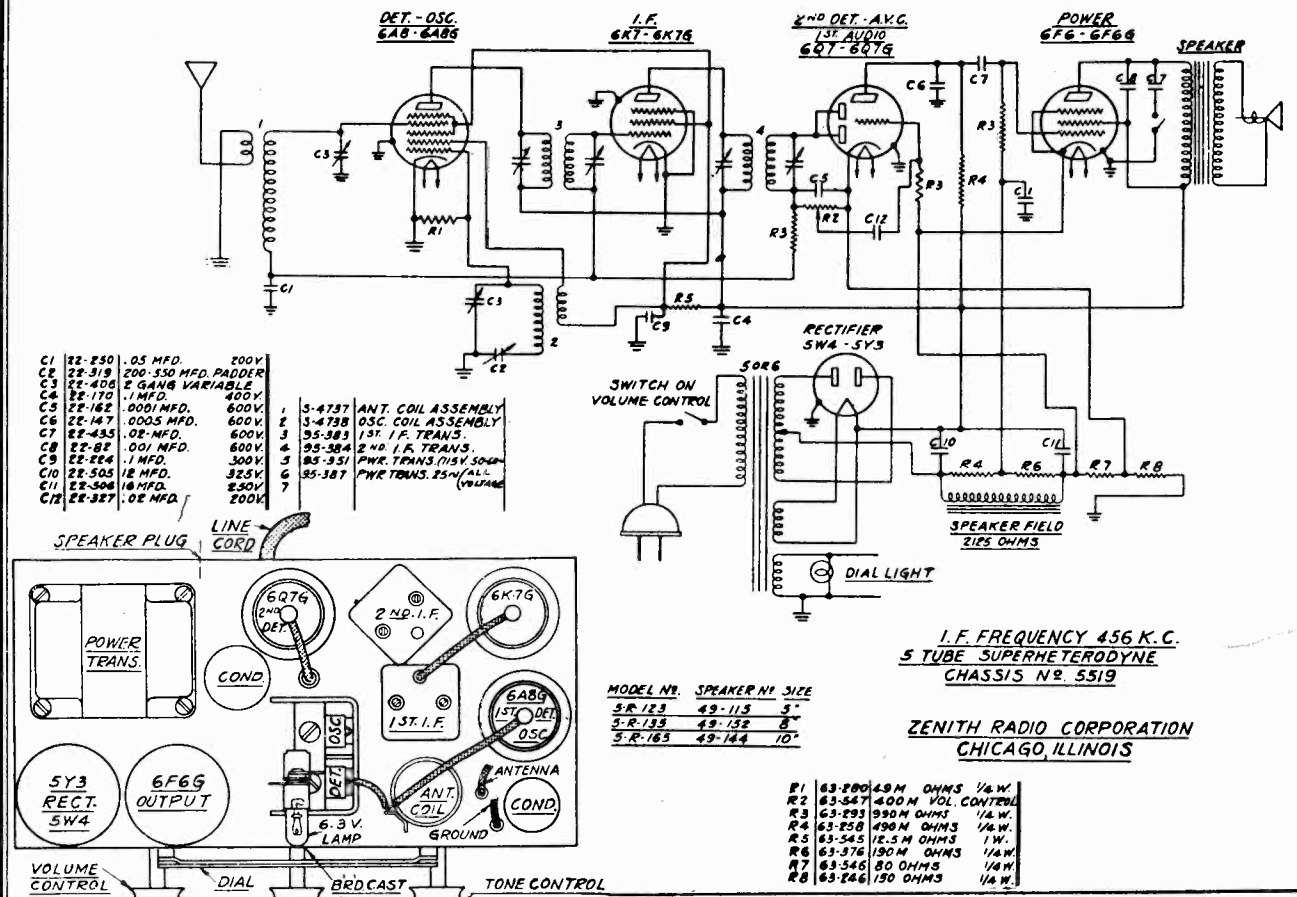 DET.-OSC.
6A8-6A8G
I.F.
6K7-6K7G
2ND DET.-A.V.C.
1ST. AUDIO
6Q7-6Q7G
POWER
6F6-6F6G
SPEAKER
1
C3
R1
C1
3
C3
C2
2
4
C5
R2
R3
C12
R3
C6
C7
R3
R4
C1
C8
C7
R5
C9
C4
RECTIFIER
5W4-5Y3
5 OR 6
SWITCH ON
VOLUME CONTROL
C10
C11
R4
R6
R7
R8
SPEAKER FIELD
2125 OHMS
DIAL LIGHT
C1 22-230 .05 MFD. 200V.
C2 22-319 200-550 MFD. PADDER
C3 22-406 2 GANG VARIABLE
C4 22-170 .1 MFD. 400V.
C5 22-162 .0001 MFD. 600V.
C6 22-147 .0005 MFD. 600V.
C7 22-435 .02-MFD. 600V.
C8 22-82 .001 MFD. 600V.
C9 22-224 .1 MFD. 300V.
C10 22-505 12 MFD. 325V.
C11 22-506 16 MFD. 250V.
C12 22-327 .02 MFD. 200V.
1 S-4737 ANT. COIL ASSEMBLY
2 S-4738 OSC. COIL ASSEMBLY
3 95-383 1ST. I.F. TRANS.
4 95-384 2ND. I.F. TRANS.
5 95-351 PWR. TRANS. (115V.
6 95-387 PWR TRANS. 25~ (ALL VOLTAGE
7
SPEAKER PLUG
LINE
CORD
POWER
TRANS.
6Q7G
2ND
DET.
2ND. I.F.
6K7G
COND.
1ST. I.F.
OSC
DET.
6A8G
1ST DET.
OSC
5Y3
RECT.
5W4
6F6G
OUTPUT
6.3 V.
LAMP
ANT.
COIL
ANTENNA
GROUND
COND.
VOLUME
CONTROL
DIAL
BRDCAST
TONE CONTROL
I.F. FREQUENCY 456 K.C.
5 TUBE SUPERHETERODYNE
CHASSIS Nº 5519
MODEL Nº. SPEAKER Nº SIZE
5-R-123 49-115 5"
5-R-135 49-152 8"
5-R-165 49-144 10"
ZENITH RADIO CORPORATION
CHICAGO, ILLINOIS
R1 63-280 49M OHMS 1/4 W.
R2 63-547 400M VOL. CONTROL
R3 63-293 990M OHMS 1/4 W.
R4 63-258 490M OHMS 1/4 W.
R5 63-545 12.5M OHMS 1 W.
R6 63-376 190M OHMS 1/4 W.
R7 63-546 80 OHMS 1/4 W.
R8 63-246 150 OHMS 1/4 W.